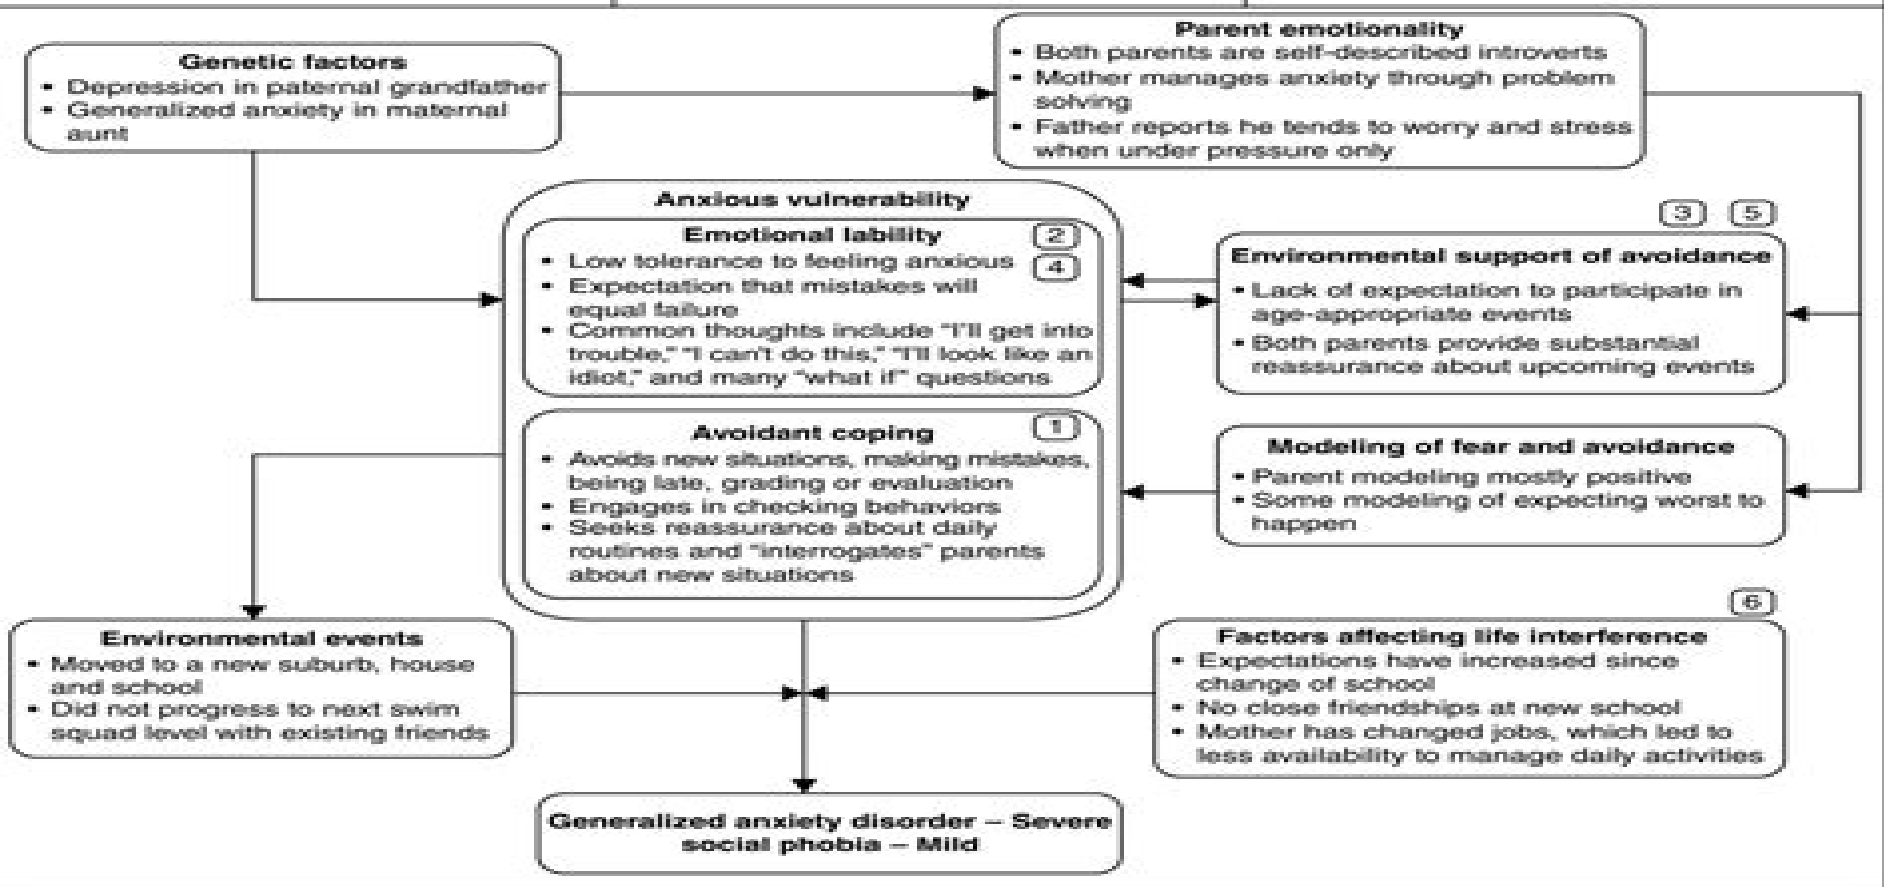 Genetic factors
• Depression in paternal grandfather
• Generalized anxiety in maternal
aunt
Parent emotionality
• Both parents are self-described introverts
• Mother manages anxiety through problem
solving
• Father reports he tends to worry and stress
when under pressure only
Anxious vulnerability
Emotional lability
2
4
• Low tolerance to feeling anxious
• Expectation that mistakes will
equal failure
• Common thoughts include "I'll get into
trouble," "I can't do this," "I'll look like an
idiot," and many "what if" questions
3 5
Environmental support of avoidance
• Lack of expectation to participate in
age-appropriate events
• Both parents provide substantial
reassurance about upcoming events
Avoidant coping
1
• Avoids new situations, making mistakes,
being late, grading or evaluation
• Engages in checking behaviors
• Seeks reassurance about daily
routines and "interrogates" parents
about new situations
Modeling of fear and avoidance
• Parent modeling mostly positive
• Some modeling of expecting worst to
happen
Environmental events
• Moved to a new suburb, house
and school
• Did not progress to next swim
squad level with existing friends
6
Factors affecting life interference
• Expectations have increased since
change of school
• No close friendships at new school
• Mother has changed jobs, which led to
less availability to manage daily activities
Generalized anxiety disorder – Severe
social phobia – Mild